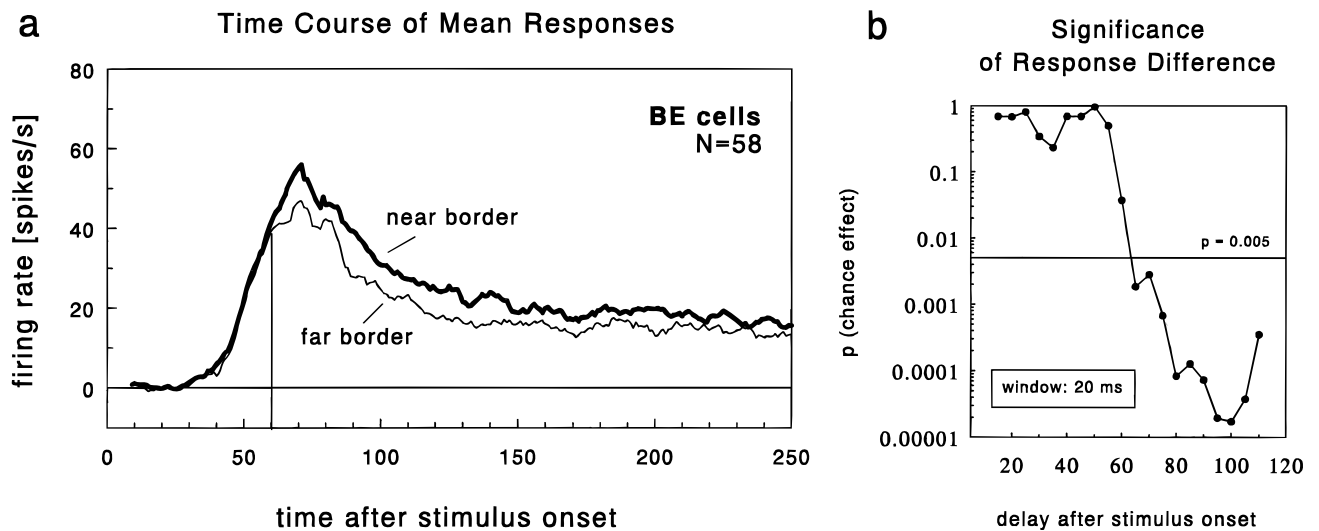 a
Time Course of Mean Responses
80
60
40
20
0
firing rate [spikes/s]
BE cells
N=58
near border
far border
0 50 100 150 200 250
time after stimulus onset
b
Significance
of Response Difference
1
0.1
0.01
0.001
0.0001
0.00001
p (chance effect)
p = 0.005
window: 20 ms
20 40 60 80 100 120
delay after stimulus onset